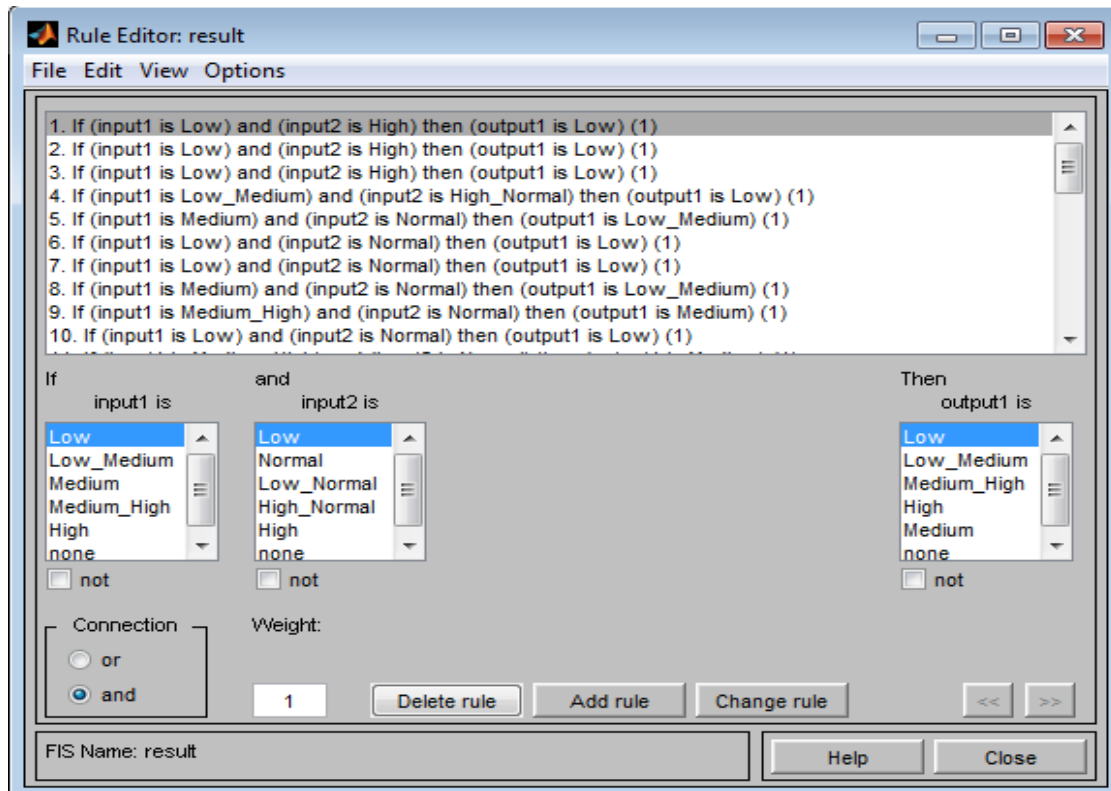 Rule Editor: result
File Edit View Options
1. If (input1 is Low) and (input2 is High) then (output1 is Low) (1)
2. If (input1 is Low) and (input2 is High) then (output1 is Low) (1)
3. If (input1 is Low) and (input2 is High) then (output1 is Low) (1)
4. If (input1 is Low_Medium) and (input2 is High_Normal) then (output1 is Low) (1)
5. If (input1 is Medium) and (input2 is Normal) then (output1 is Low_Medium) (1)
6. If (input1 is Low) and (input2 is Normal) then (output1 is Low) (1)
7. If (input1 is Low) and (input2 is Normal) then (output1 is Low) (1)
8. If (input1 is Medium) and (input2 is Normal) then (output1 is Low_Medium) (1)
9. If (input1 is Medium_High) and (input2 is Normal) then (output1 is Medium) (1)
10. If (input1 is Low) and (input2 is Normal) then (output1 is Low) (1)
If
input1 is
Low
Low_Medium
Medium
Medium_High
High
none
not
and
input2 is
Low
Normal
Low_Normal
High_Normal
High
none
not
Then
output1 is
Low
Low_Medium
Medium_High
High
Medium
none
not
Connection
or
and
Weight:
1
Delete rule
Add rule
Change rule
<<
>>
FIS Name: result
Help
Close